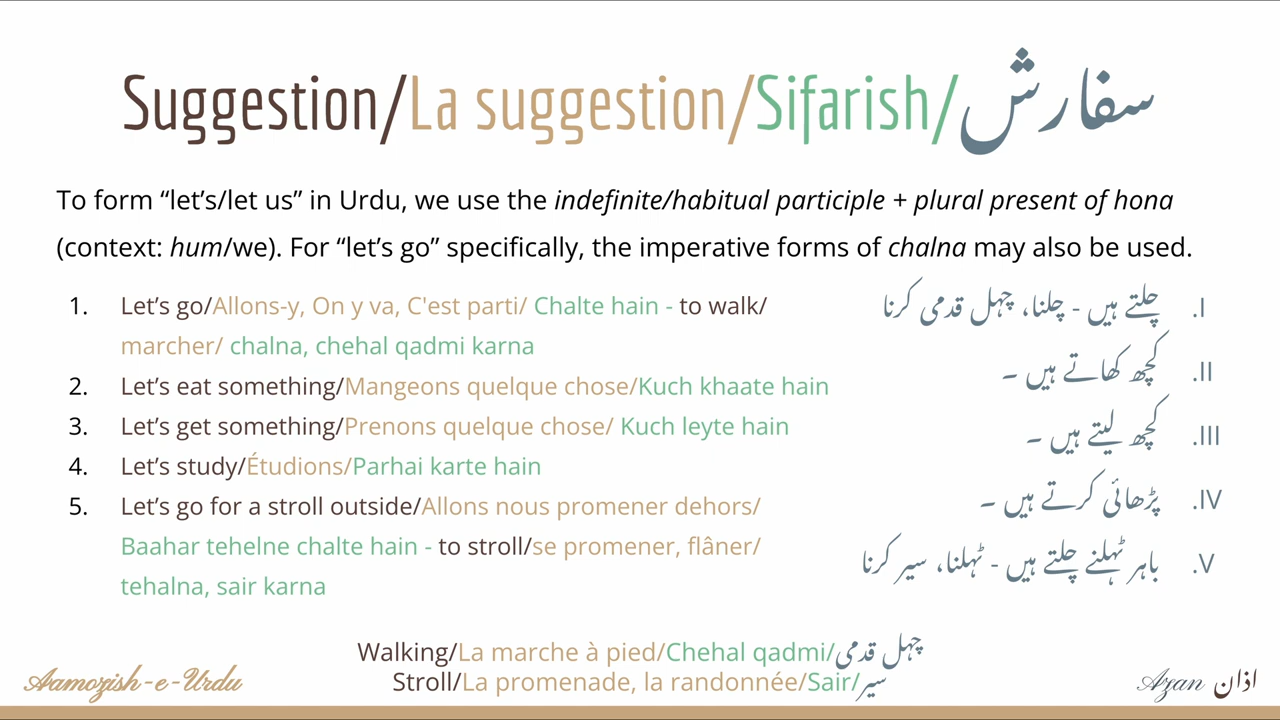 Suggestion/La suggestion/Sifarish/سفارش
To form “let’s/let us” in Urdu, we use the indefinite/habitual participle + plural present of hona
(context: hum/we). For “let’s go” specifically, the imperative forms of chalna may also be used.
1. Let’s go/Allons-y, On y va, C'est parti/ Chalte hain - to walk/
marcher/ chalna, chehal qadmi karna
2. Let’s eat something/Mangeons quelque chose/Kuch khaate hain
3. Let’s get something/Prenons quelque chose/ Kuch leyte hain
4. Let’s study/Étudions/Parhai karte hain
5. Let’s go for a stroll outside/Allons nous promener dehors/
Baahar tehelne chalte hain - to stroll/se promener, flâner/
tehalna, sair karna
I. چلتے ہیں - چلنا، چہل قدمی کرنا
II. کچھ کھاتے ہیں ۔
III. کچھ لیتے ہیں ۔
IV. پڑھائی کرتے ہیں ۔
V. باہر ٹہلنے چلتے ہیں - ٹہلنا، سیر کرنا
Walking/La marche à pied/Chehal qadmi/چہل قدمی
Stroll/La promenade, la randonnée/Sair/سیر
Aamozish-e-Urdu
Azan اذان